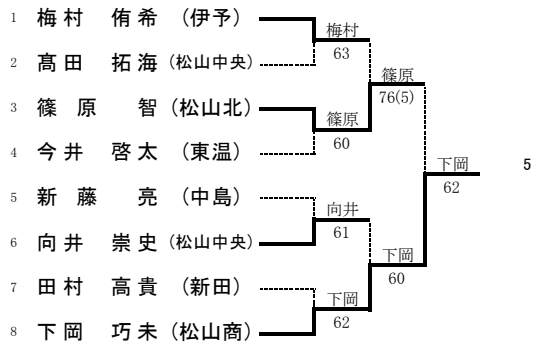 1 梅村 侑希 (伊予)
梅村
63
2 髙田 拓海 (松山中央)
篠原
76(5)
3 篠原 智 (松山北)
篠原
60
4 今井 啓太 (東温)
下岡
62
5
5 新藤 亮 (中島)
向井
61
6 向井 崇史 (松山中央)
下岡
60
7 田村 高貴 (新田)
下岡
62
8 下岡 巧未 (松山商)